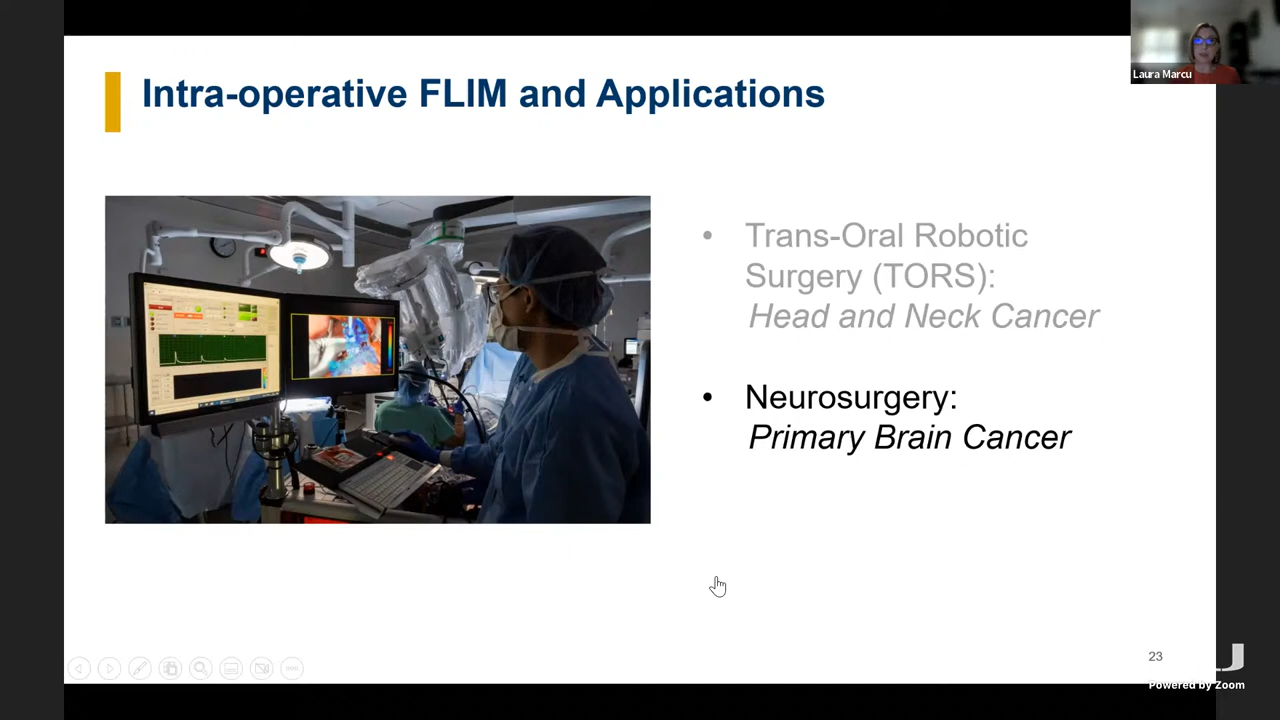 Intra-operative FLIM and Applications
Laura Marcu
• Trans-Oral Robotic
Surgery (TORS):
Head and Neck Cancer
• Neurosurgery:
Primary Brain Cancer
23
Powered by Zoom